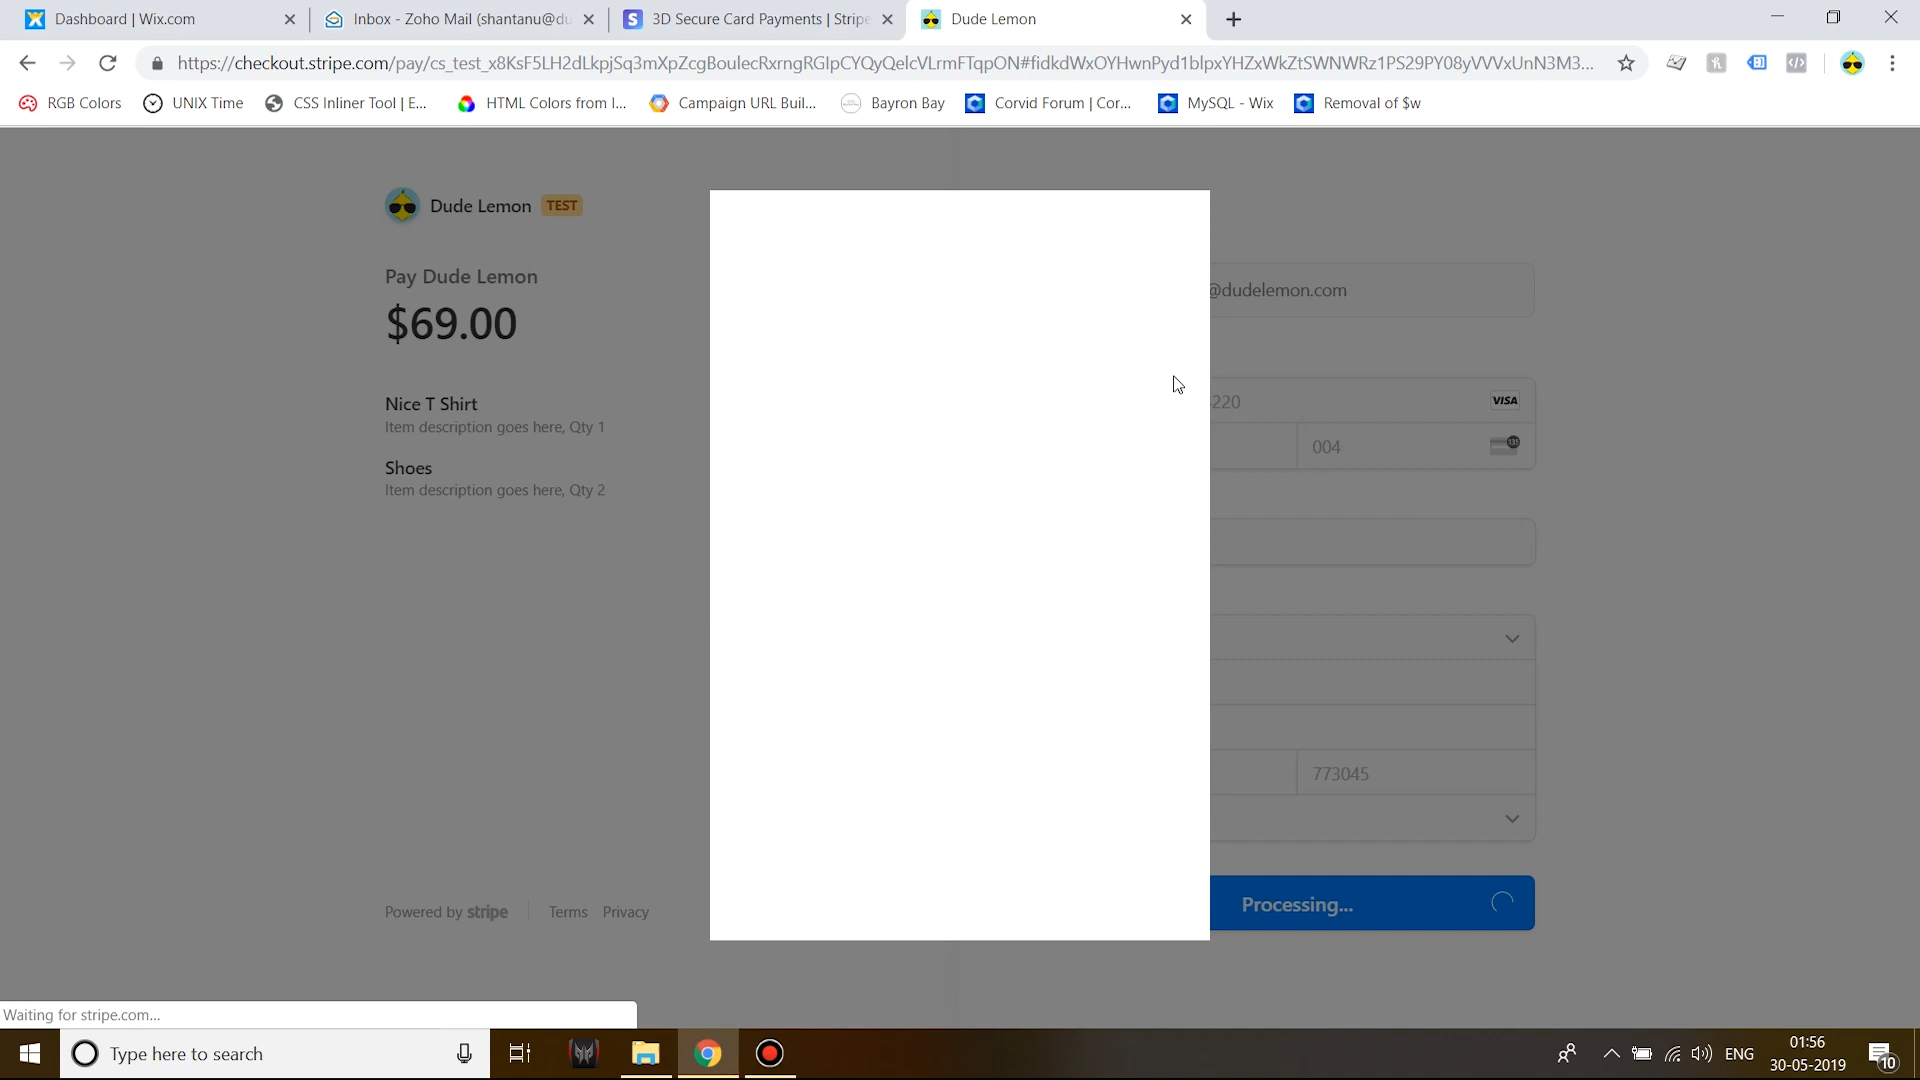 Dashboard | Wix.com
Inbox - Zoho Mail (shantanu@du
3D Secure Card Payments | Stripe
Dude Lemon
https://checkout.stripe.com/pay/
RGB Colors
UNIX Time
CSS Inliner Tool | E...
HTML Colors from I...
Campaign URL Buil...
Bayron Bay
Corvid Forum | Cor...
MySQL - Wix
Removal of $w
Dude Lemon TEST
Pay Dude Lemon
$69.00
Nice T Shirt
Item description goes here, Qty 1
Shoes
Item description goes here, Qty 2
Powered by stripe
Terms
Privacy
@dudelemon.com
220
VISA
004
773045
Processing...
Waiting for stripe.com...
Type here to search
ENG
01:56
30-05-2019
10